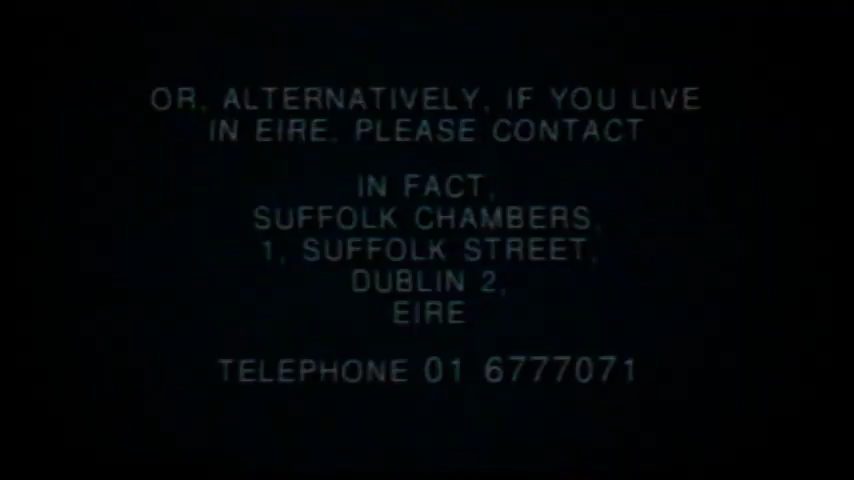 OR, ALTERNATIVELY, IF YOU LIVE
IN EIRE, PLEASE CONTACT
IN FACT,
SUFFOLK CHAMBERS,
1, SUFFOLK STREET,
DUBLIN 2,
EIRE
TELEPHONE 01 6777071